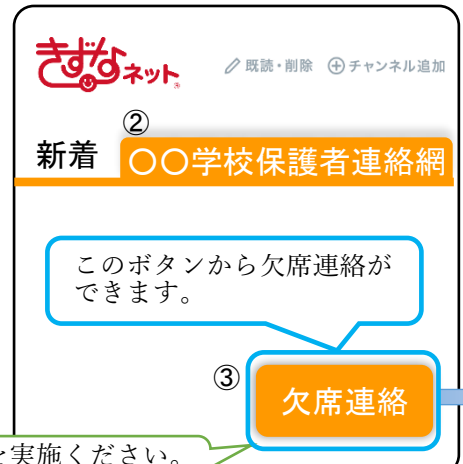 きずなネット
既読・削除 チャンネル追加
②
新着 〇〇学校保護者連絡網
このボタンから欠席連絡が
できます。
③
欠席連絡
実施ください。